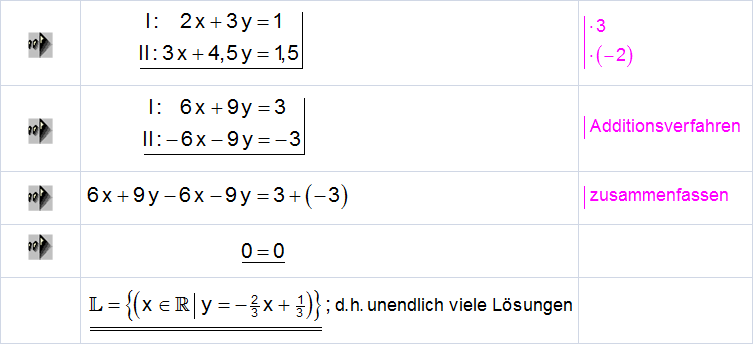 I: 2x + 3y = 1 | · 3
II: 3x + 4,5y = 1,5 | · (−2)
I: 6x + 9y = 3
II: −6x − 9y = −3 | Additionsverfahren
6x + 9y − 6x − 9y = 3 + (−3) | zusammenfassen
0 = 0
𝕃 = {(x ∈ ℝ | y = −2/3x + 1/3)}; d.h. unendlich viele Lösungen